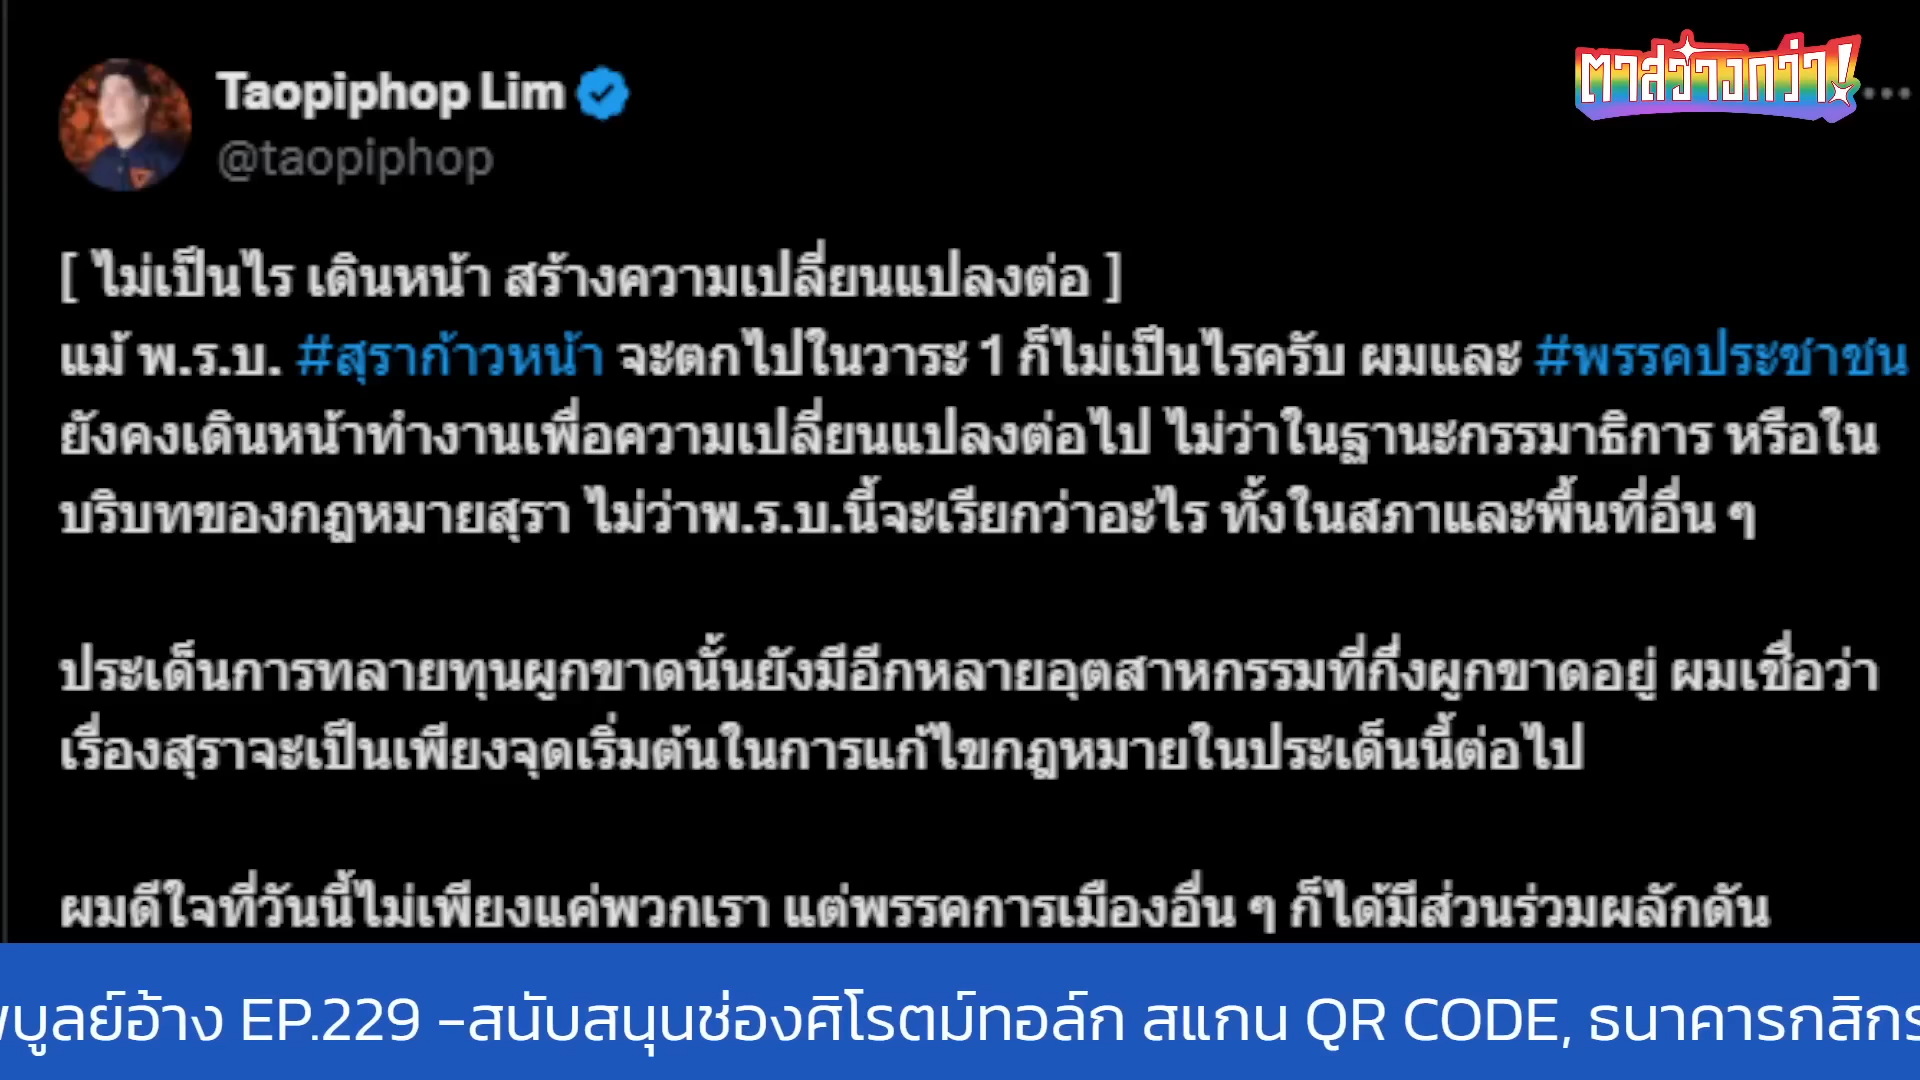 Taopiphop Lim
@taopiphop
ตาสว่างกว่า!
[ ไม่เป็นไร เดินหน้า สร้างความเปลี่ยนแปลงต่อ ]
แม้ พ.ร.บ. #สุราก้าวหน้า จะตกไปในวาระ 1 ก็ไม่เป็นไรครับ ผมและ #พรรคประชาชน
ยังคงเดินหน้าทำงานเพื่อความเปลี่ยนแปลงต่อไป ไม่ว่าในฐานะกรรมาธิการ หรือใน
บริบทของกฎหมายสุรา ไม่ว่าพ.ร.บ.นี้จะเรียกว่าอะไร ทั้งในสภาและพื้นที่อื่น ๆ
ประเด็นการทลายทุนผูกขาดนั้นยังมีอีกหลายอุตสาหกรรมที่กึ่งผูกขาดอยู่ ผมเชื่อว่า
เรื่องสุราจะเป็นเพียงจุดเริ่มต้นในการแก้ไขกฎหมายในประเด็นนี้ต่อไป
ผมดีใจที่วันนี้ไม่เพียงแค่พวกเรา แต่พรรคการเมืองอื่น ๆ ก็ได้มีส่วนร่วมผลักดัน
พบูลย์อ้าง EP.229 -สนับสนุนช่องศิโรตม์ทอล์ก สแกน QR CODE, ธนาคารกสิกร